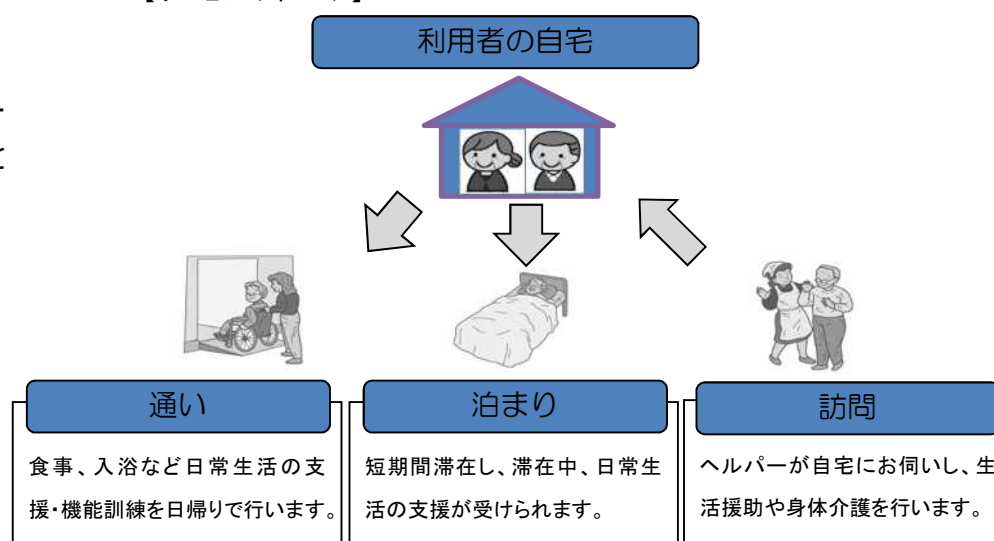 利用者の自宅
通い
食事、入浴など日常生活の支
援・機能訓練を日帰りで行います。
泊まり
短期間滞在し、滞在中、日常生
活の支援が受けられます。
訪問
ヘルパーが自宅にお伺いし、生
活援助や身体介護を行います。